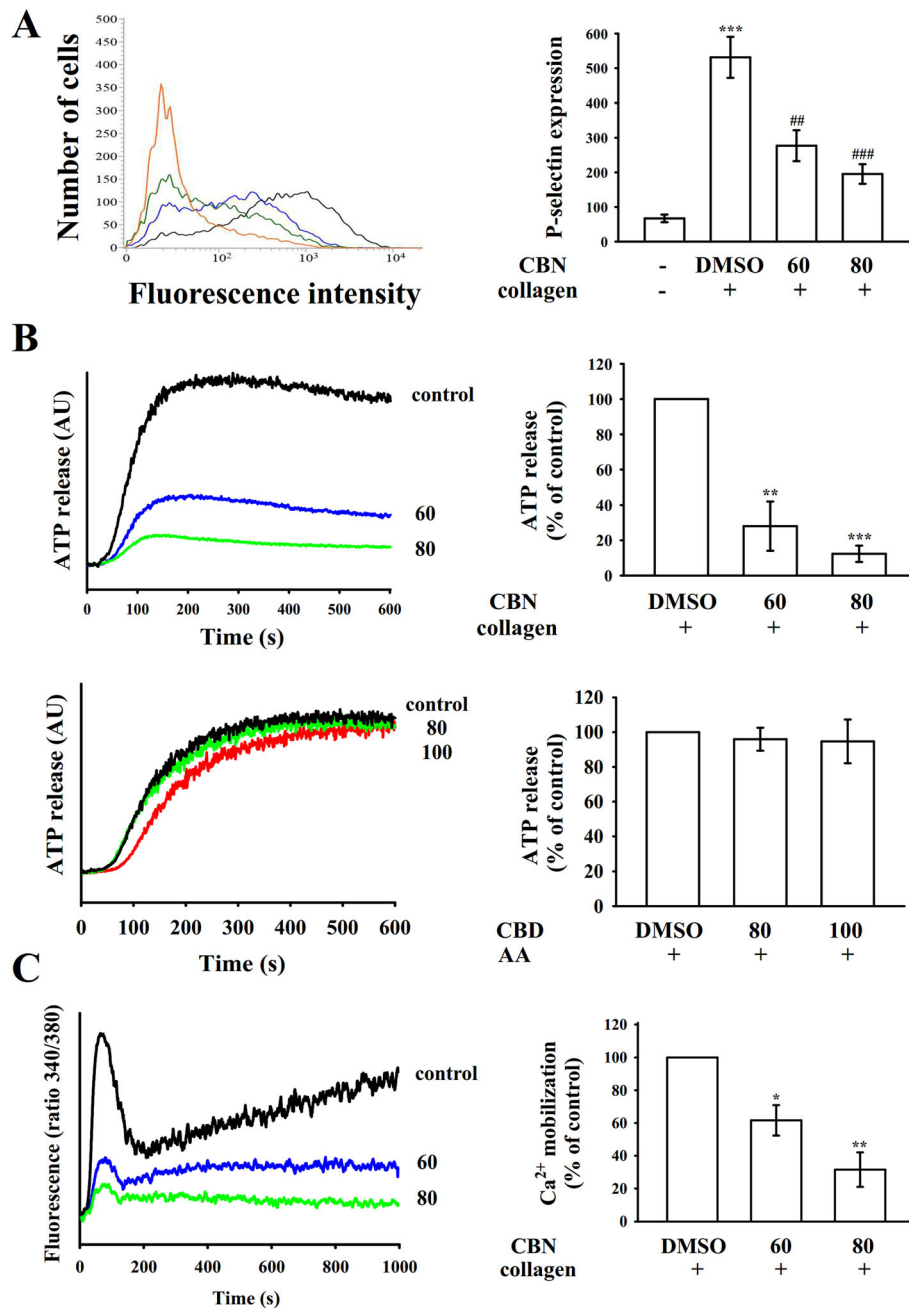 A
Number of cells
500
450
400
350
300
250
200
150
100
50
0
0
10²
10³
10⁴
Fluorescence intensity
P-selectin expression
600
500
400
300
200
100
0
***
##
###
CBN - DMSO 60 80
collagen - + + +
B
ATP release (AU)
control
60
80
0 100 200 300 400 500 600
Time (s)
ATP release
(% of control)
120
100
80
60
40
20
0
**
***
CBN DMSO 60 80
collagen + + +
ATP release (AU)
control
80
100
0 100 200 300 400 500 600
Time (s)
ATP release
(% of control)
120
100
80
60
40
20
0
CBD DMSO 80 100
AA + + +
C
Fluorescence (ratio 340/380)
control
60
80
0 200 400 600 800 1000
Time (s)
Ca²⁺ mobilization
(% of control)
120
100
80
60
40
20
0
*
**
CBN DMSO 60 80
collagen + + +